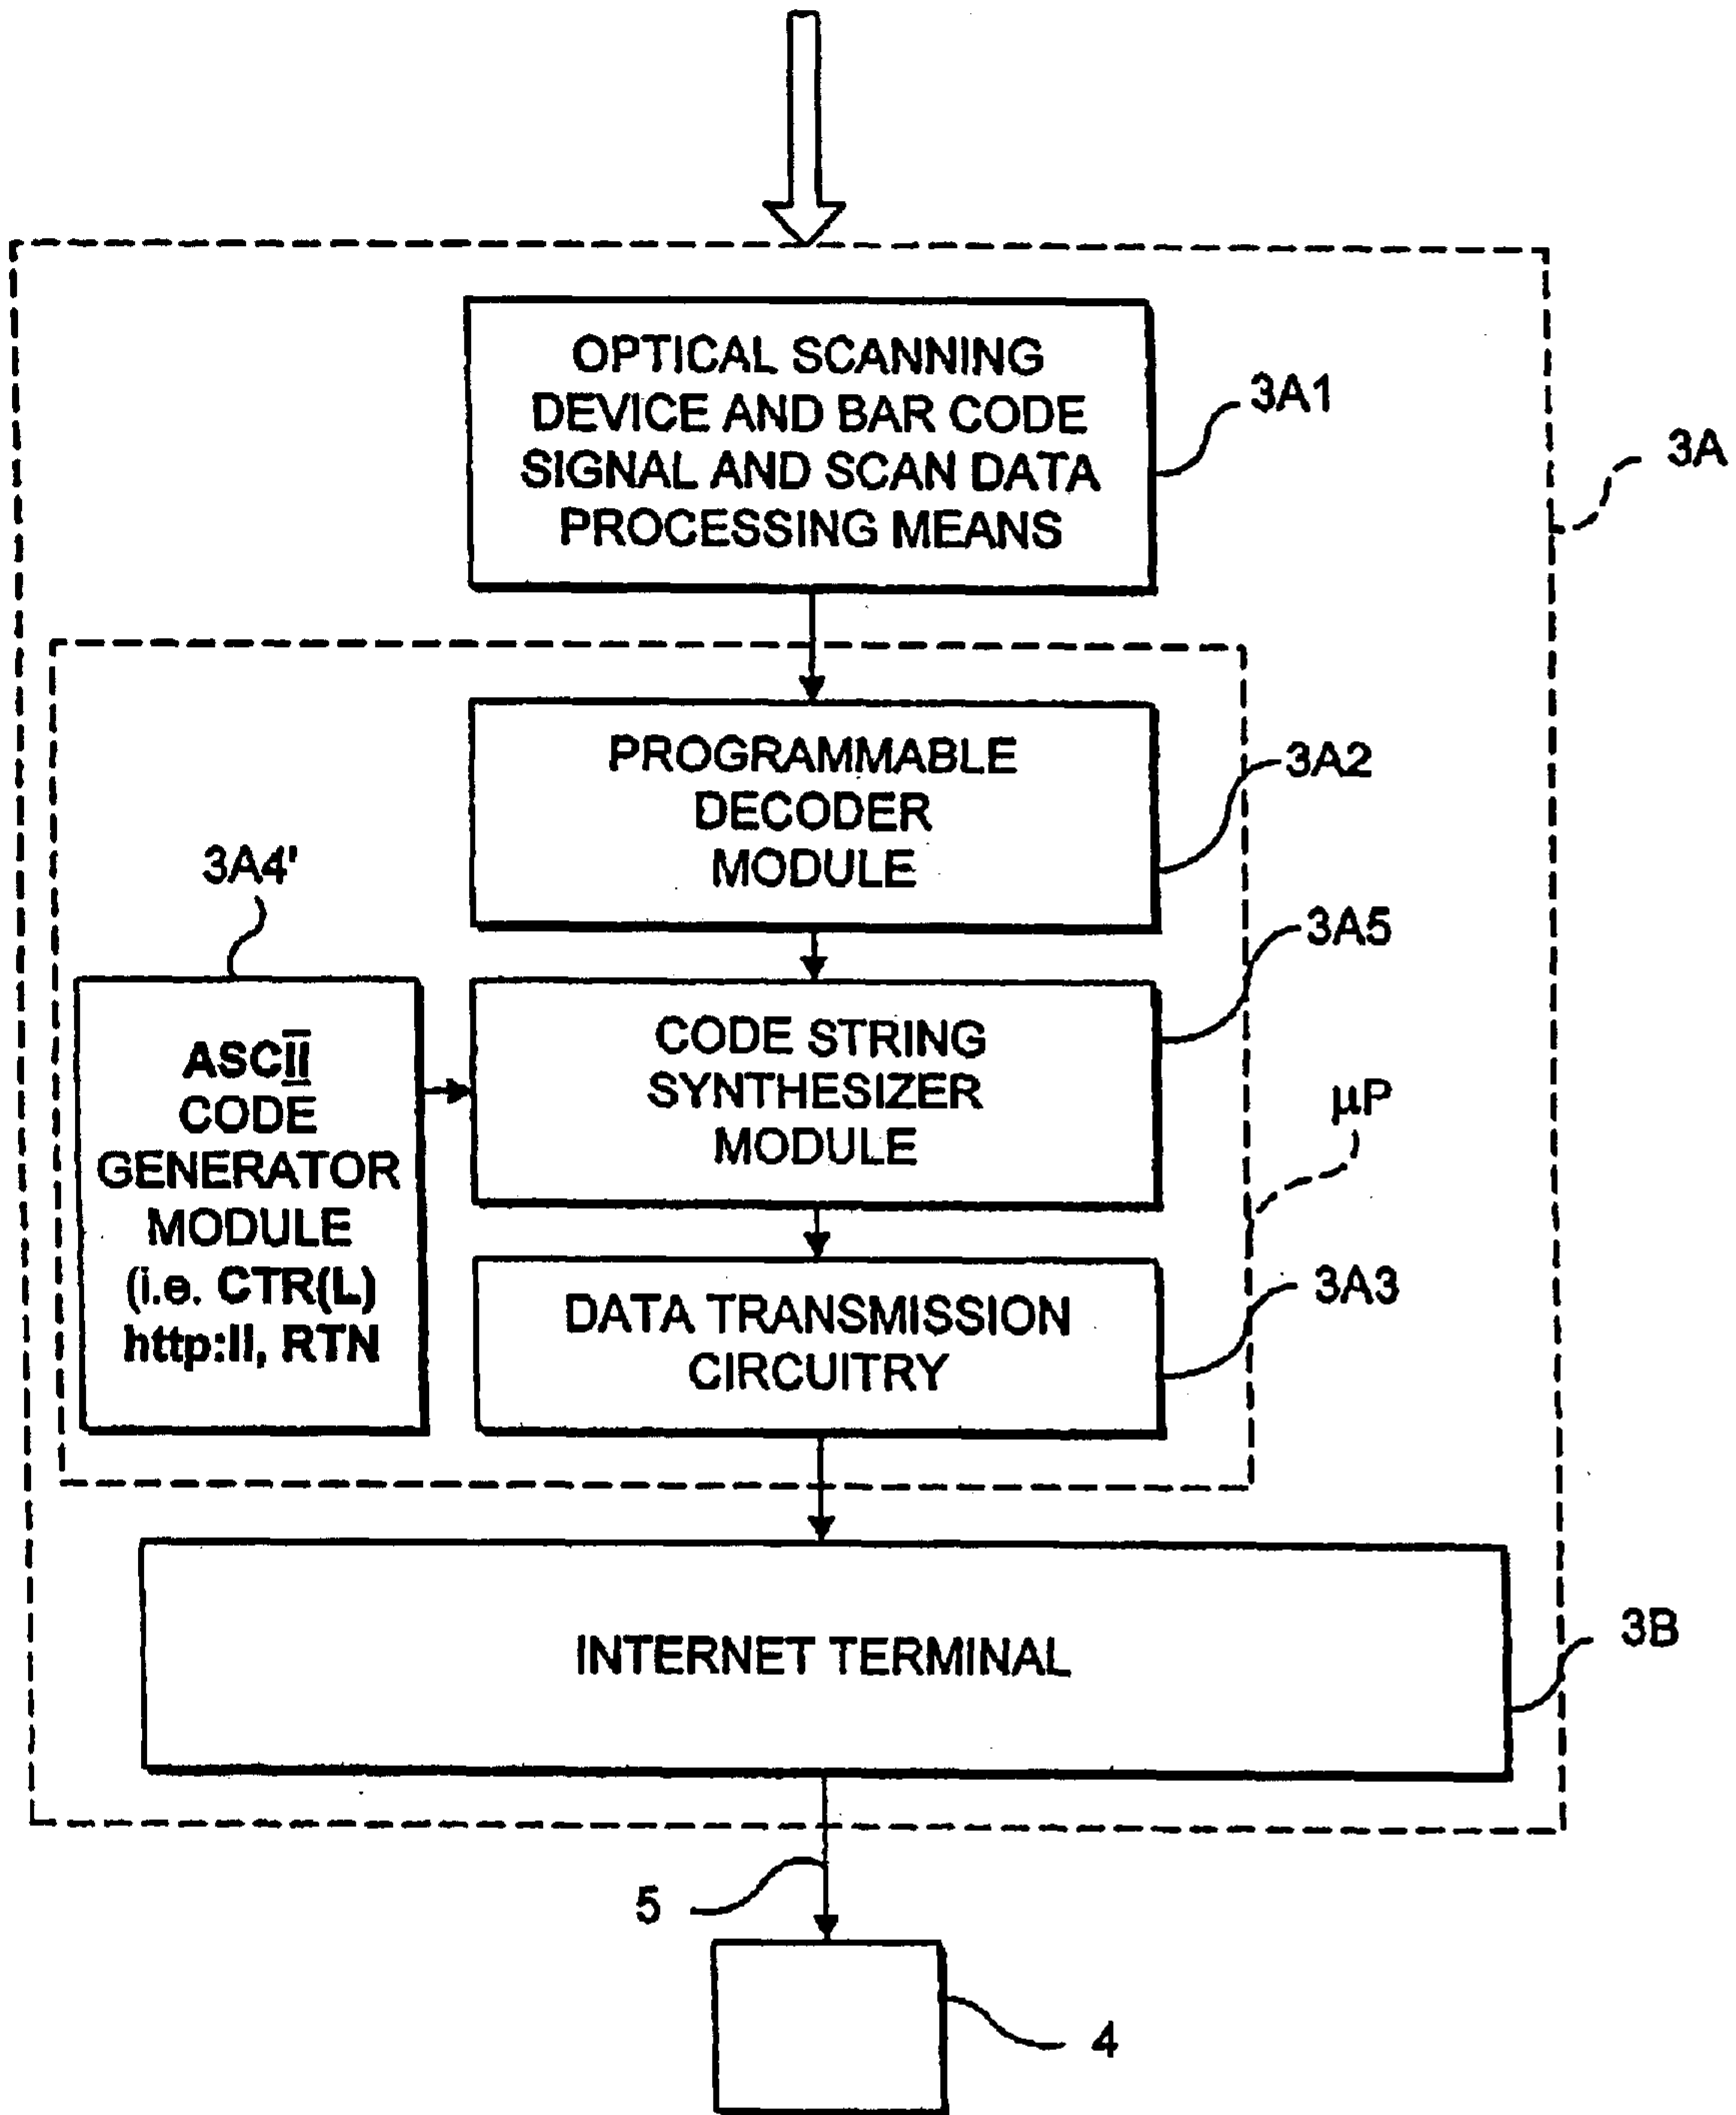 OPTICAL SCANNING
DEVICE AND BAR CODE
SIGNAL AND SCAN DATA
PROCESSING MEANS
3A1
3A
PROGRAMMABLE
DECODER
MODULE
3A2
3A4'
3A5
ASCII
CODE
GENERATOR
MODULE
(i.e. CTR(L)
http:II, RTN
CODE STRING
SYNTHESIZER
MODULE
μP
DATA TRANSMISSION
CIRCUITRY
3A3
INTERNET TERMINAL
3B
5
4